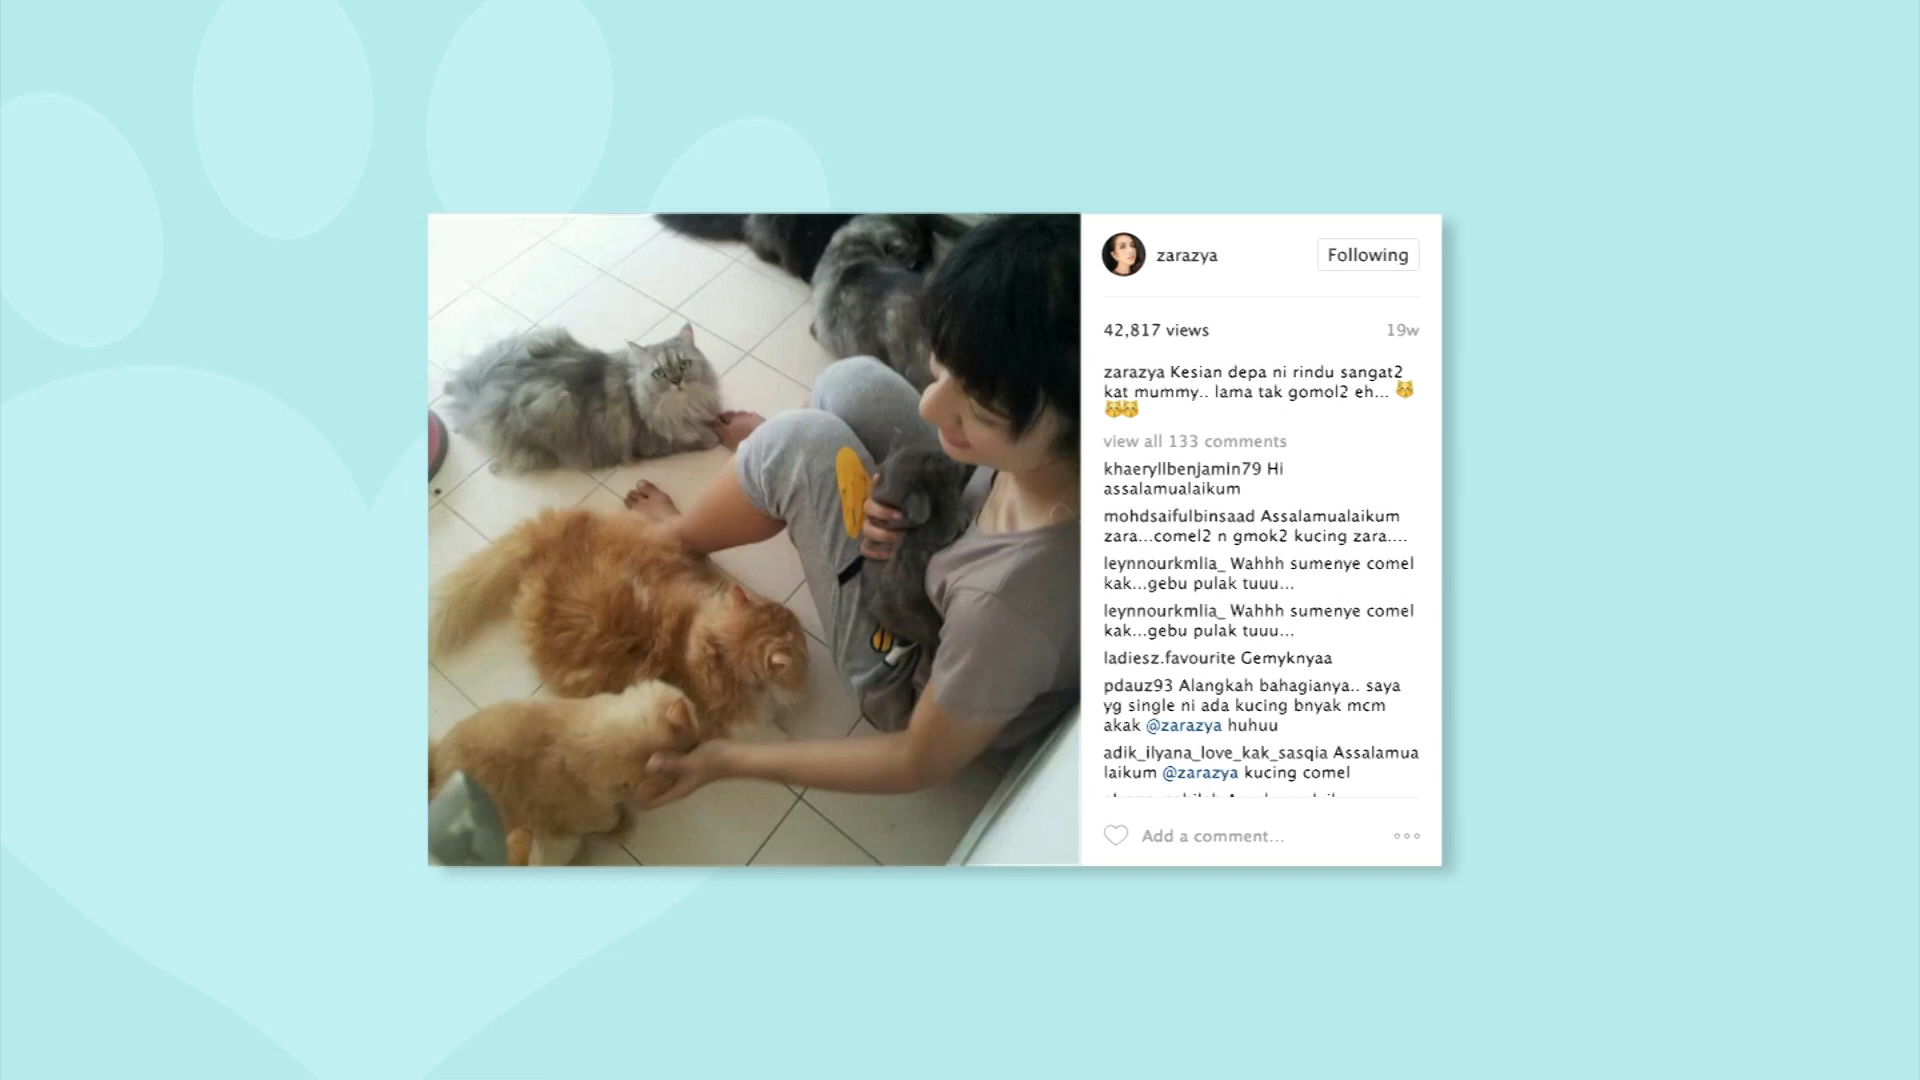 zarazya
Following
42,817 views
19w
zarazya Kesian depa ni rindu sangat2
kat mummy.. lama tak gomol2 eh... 😽
😽😽
view all 133 comments
khaeryllbenjamin79 Hi
assalamualaikum
mohdsaifulbinsaad Assalamualaikum
zara...comel2 n gmok2 kucing zara....
leynnourkmlia_ Wahhh sumenye comel
kak...gebu pulak tuuu...
leynnourkmlia_ Wahhh sumenye comel
kak...gebu pulak tuuu...
ladiesz.favourite Gemyknyaa
pdauz93 Alangkah bahagianya.. saya
yg single ni ada kucing bnyak mcm
akak @zarazya huhuu
adik_ilyana_love_kak_sasqia Assalamua
laikum @zarazya kucing comel
Add a comment...